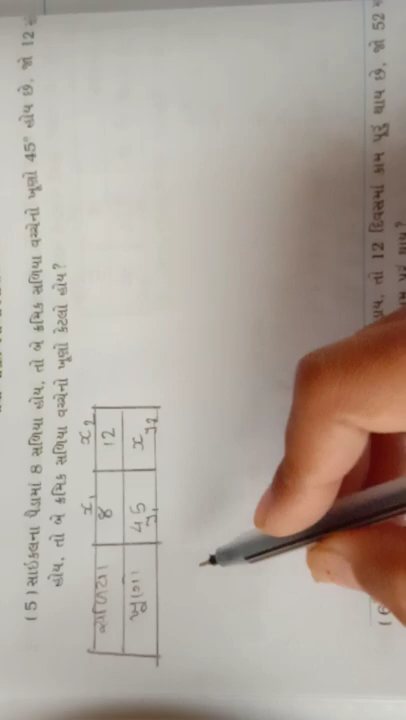 (5) સાઈકલના પૈડામાં 8 સળિયા હોય, તો બે ક્રમિક સળિયા વચ્ચેનો ખૂણો 45° હોય છે. જો 12
હોય, તો બે ક્રમિક સળિયા વચ્ચેનો ખૂણો કેટલો હોય?
x₁ x₂
સળિયા 8 12
ખૂણો 45 x
y₁ y₂
(6
તો 12 દિવસમાં કામ પૂરું થાય છે, જો 52